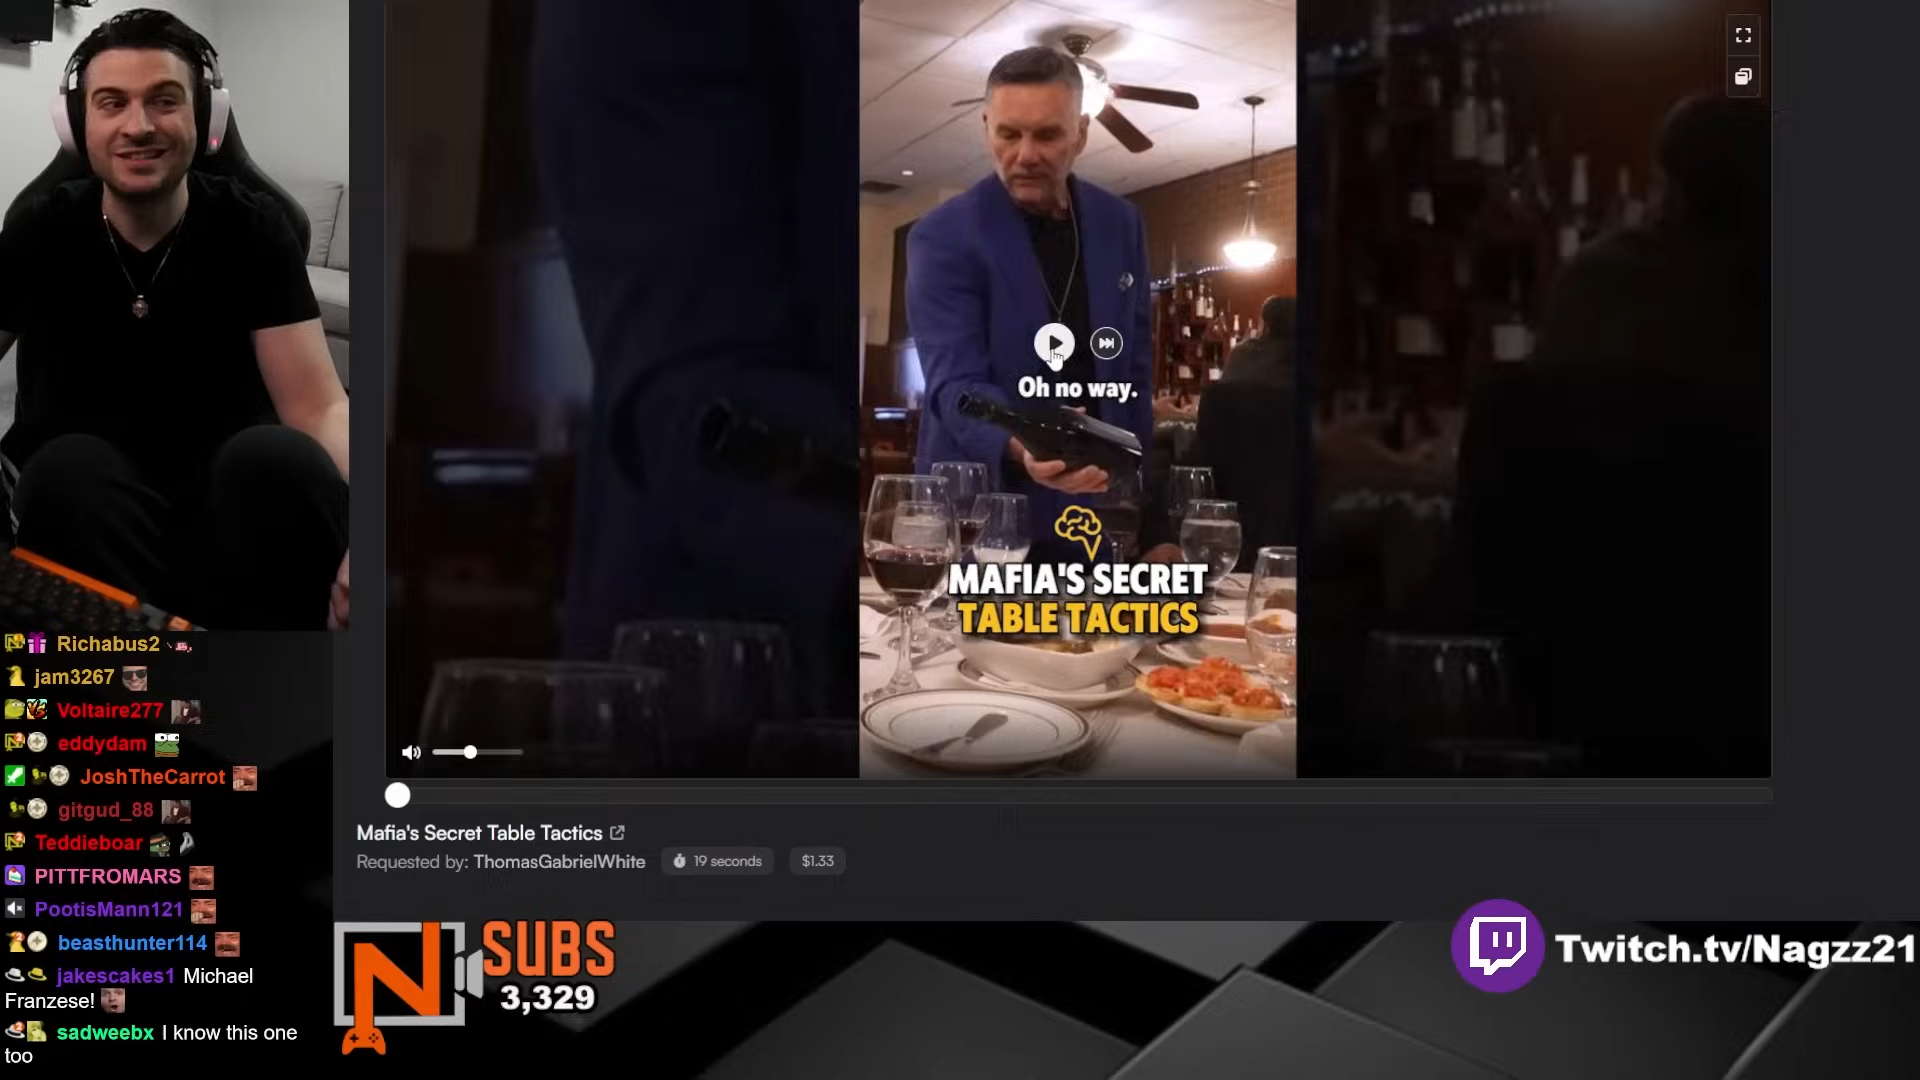 Oh no way.
MAFIA'S SECRET
TABLE TACTICS
Mafia's Secret Table Tactics
Requested by: ThomasGabrielWhite
19 seconds
$1.33
Richabus2
jam3267
Voltaire277
eddydam
JoshTheCarrot
gitgud_88
Teddieboar
PITTFROMARS
PootisMann121
beasthunter114
jakescakes1 Michael
Franzese!
sadweebx I know this one
too
N
SUBS
3,329
Twitch.tv/Nagzz21